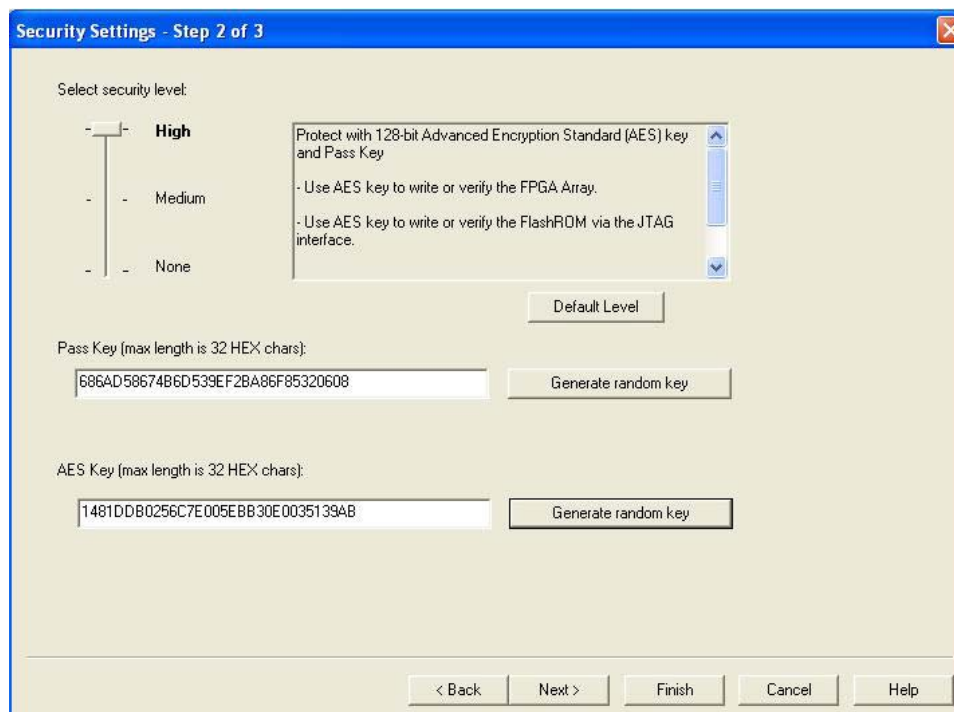 Security Settings - Step 2 of 3
Select security level:
High
Medium
None
Protect with 128-bit Advanced Encryption Standard (AES) key
and Pass Key
- Use AES key to write or verify the FPGA Array.
- Use AES key to write or verify the FlashROM via the JTAG
interface.
Default Level
Pass Key (max length is 32 HEX chars):
686AD58674B6D539EF2BA86F85320608
Generate random key
AES Key (max length is 32 HEX chars):
1481DDB0256C7E005EBB30E0035139AB
Generate random key
< Back
Next >
Finish
Cancel
Help